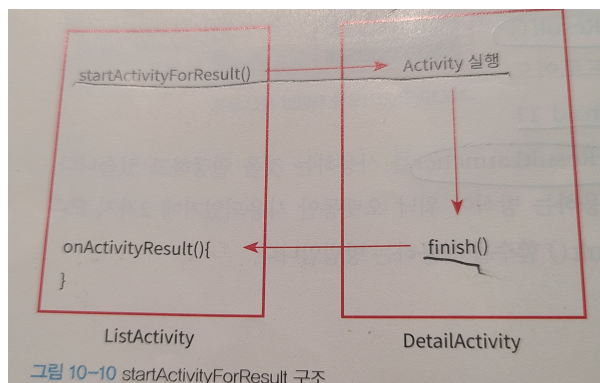 startActivityForResult()
Activity 실행
onActivityResult(){
}
finish()
ListActivity
DetailActivity
그림 10-10 startActivityForResult 구조